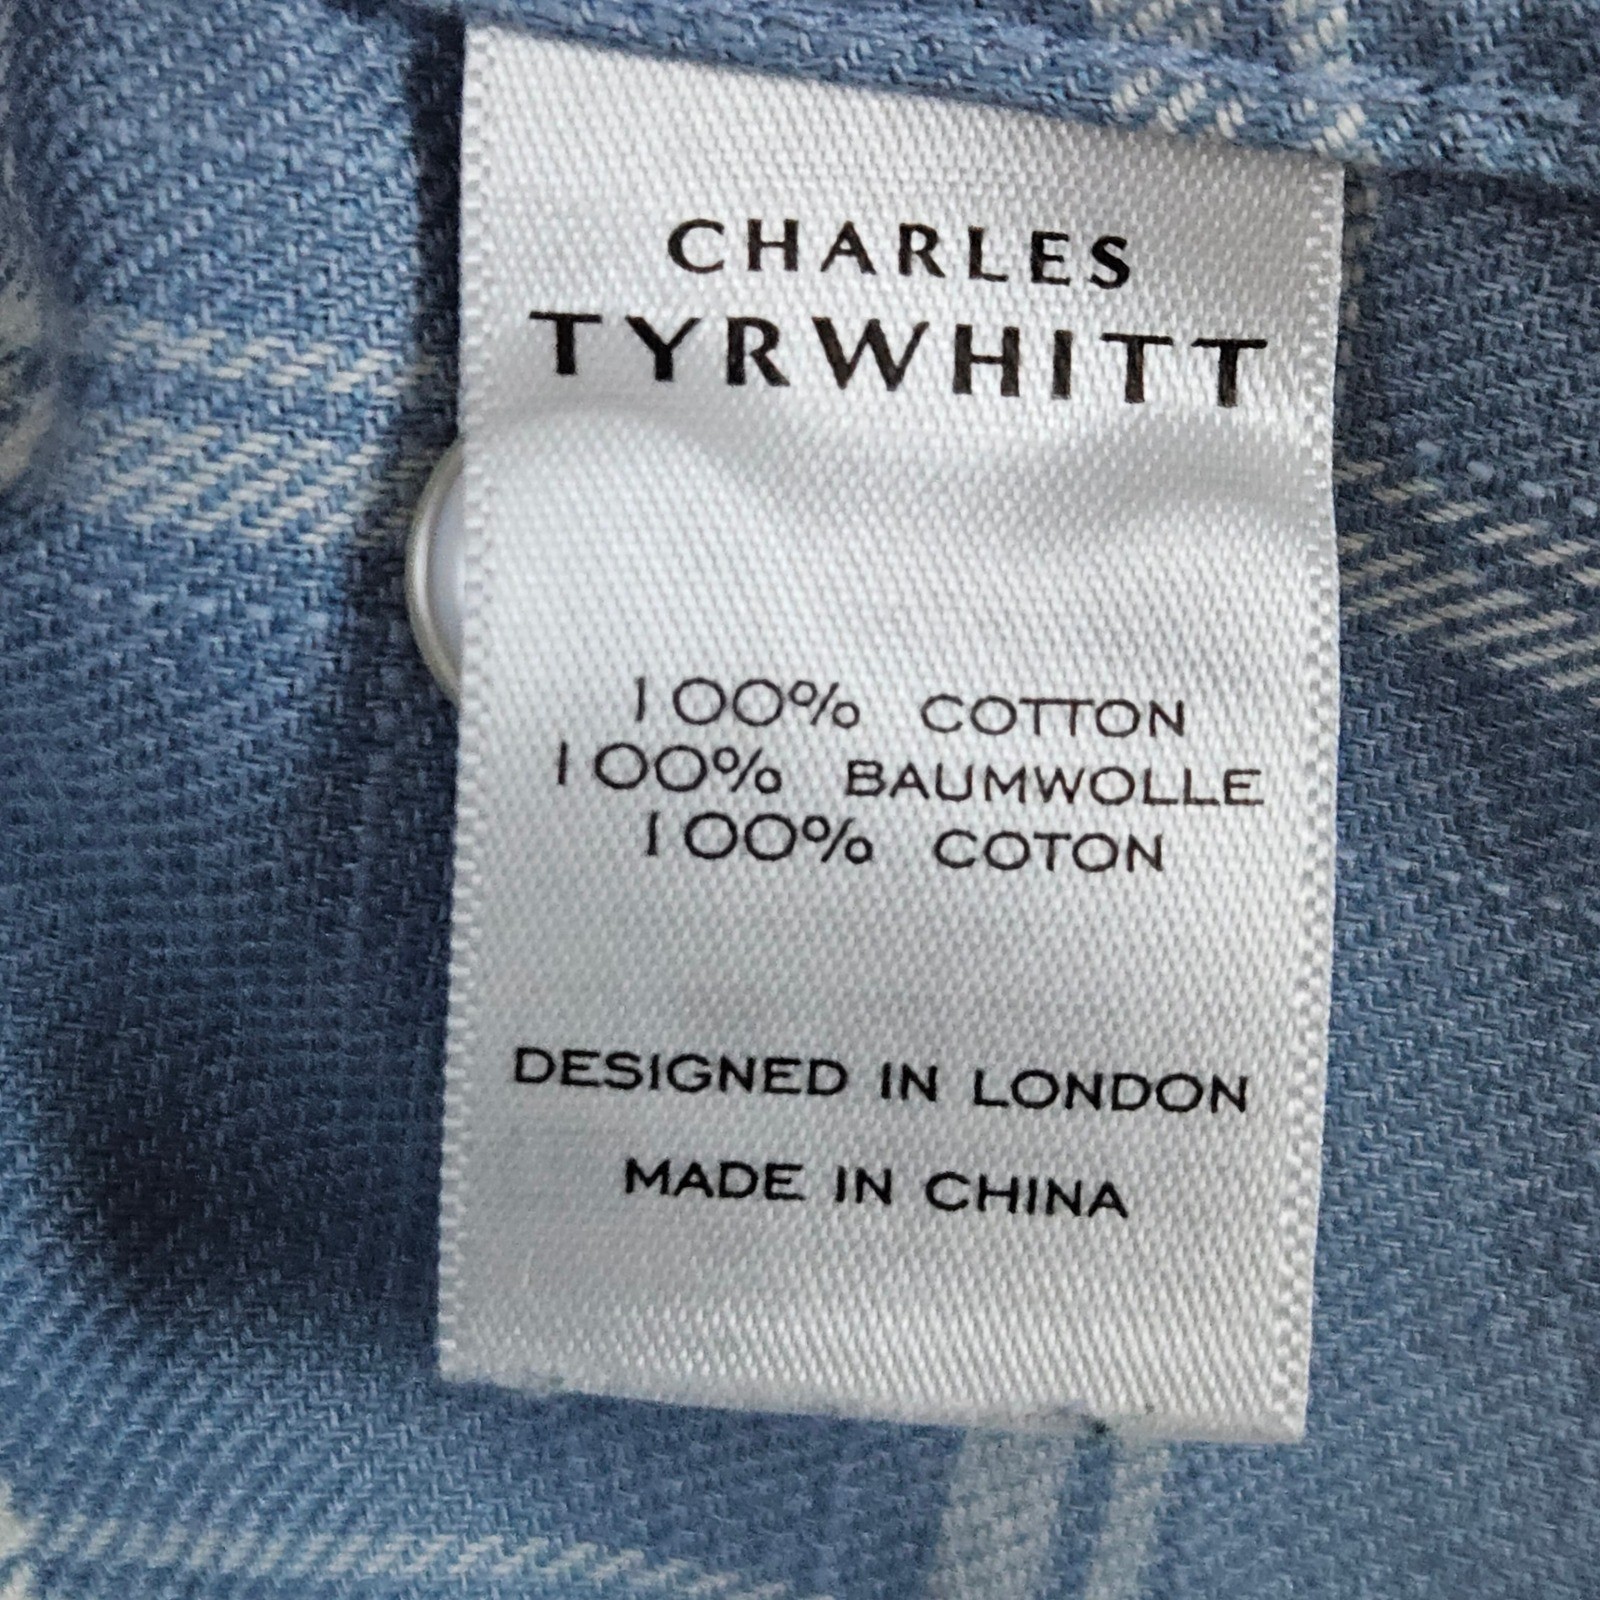 CHARLES
TYRWHITT
100% COTTON
100% BAUMWOLLE
100% COTON
DESIGNED IN LONDON
MADE IN CHINA